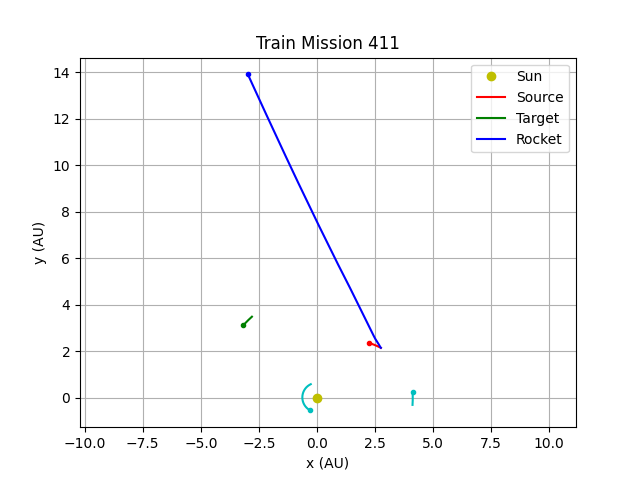 Train Mission 411
Sun
Source
Target
Rocket
14
12
10
8
6
4
2
0
y (AU)
−10.0 −7.5 −5.0 −2.5 0.0 2.5 5.0 7.5 10.0
x (AU)